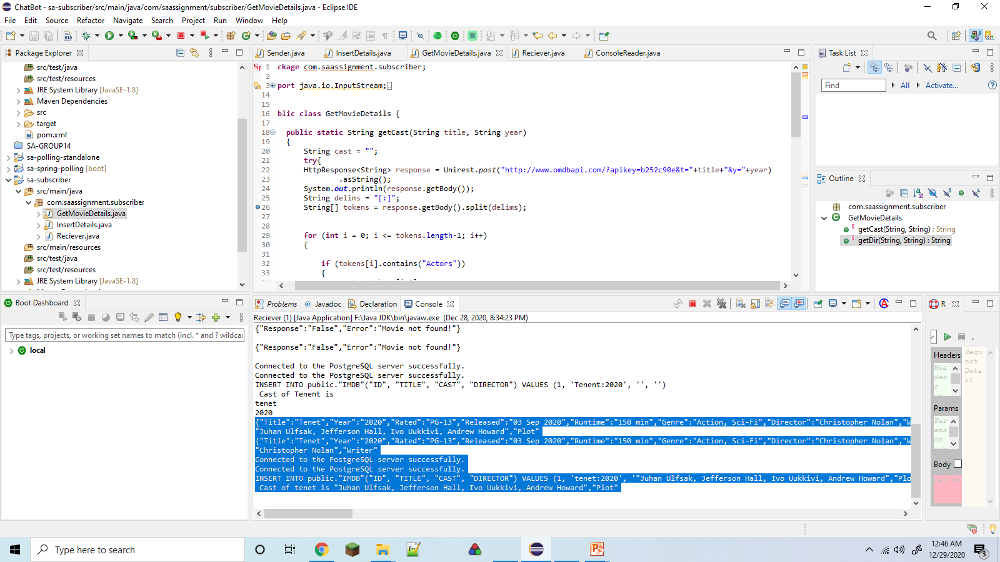 ChatBot - sa-subscriber/src/main/java/com/saassignment/subscriber/GetMovieDetails.java - Eclipse IDE
File Edit Source Refactor Navigate Search Project Run Window Help
Package Explorer
src/test/java
src/test/resources
JRE System Library [JavaSE-1.8]
Maven Dependencies
src
target
pom.xml
SA-GROUP14
sa-polling-standalone
sa-spring-polling [boot]
sa-subscriber
src/main/java
com.saassignment.subscriber
GetMovieDetails.java
InsertDetails.java
Reciever.java
src/main/resources
src/test/java
src/test/resources
JRE System Library [JavaSE-1.8]
Sender.java InsertDetails.java GetMovieDetails.java Reciever.java ConsoleReader.java
1 ckage com.saassignment.subscriber;
2
3 port java.io.InputStream;
14
15
16 blic class GetMovieDetails {
17
18 public static String getCast(String title, String year)
19 {
20 String cast = "";
21 try{
22 HttpResponse<String> response = Unirest.post("http://www.omdbapi.com/?apikey=b252c90e&t="+title+"&y="+year)
23 .asString();
24 System.out.println(response.getBody());
25 String delims = "[:]";
26 String[] tokens = response.getBody().split(delims);
27
28
29 for (int i = 0; i <= tokens.length-1; i++)
30 {
31
32 if (tokens[i].contains("Actors"))
33 {
Task List
Find All Activate...
Outline
com.saassignment.subscriber
GetMovieDetails
getCast(String, String) : String
getDir(String, String) : String
Boot Dashboard
Type tags, projects, or working set names to match (incl. * and ? wildcar
local
Problems Javadoc Declaration Console
Reciever (1) [Java Application] F:\Java JDK\bin\javaw.exe (Dec 28, 2020, 8:34:23 PM)
{"Response":"False","Error":"Movie not found!"}
{"Response":"False","Error":"Movie not found!"}
Connected to the PostgreSQL server successfully.
Connected to the PostgreSQL server successfully.
INSERT INTO public."IMDB"("ID", "TITLE", "CAST", "DIRECTOR") VALUES (1, 'Tenent:2020', '', '')
Cast of Tenent is
tenet
2020
{"Title":"Tenet","Year":"2020","Rated":"PG-13","Released":"03 Sep 2020","Runtime":"150 min","Genre":"Action, Sci-Fi","Director":"Christopher Nolan","W
"Juhan Ulfsak, Jefferson Hall, Ivo Uukkivi, Andrew Howard","Plot"
{"Title":"Tenet","Year":"2020","Rated":"PG-13","Released":"03 Sep 2020","Runtime":"150 min","Genre":"Action, Sci-Fi","Director":"Christopher Nolan","W
"Christopher Nolan","Writer"
Connected to the PostgreSQL server successfully.
Connected to the PostgreSQL server successfully.
INSERT INTO public."IMDB"("ID", "TITLE", "CAST", "DIRECTOR") VALUES (1, 'tenet:2020', '"Juhan Ulfsak, Jefferson Hall, Ivo Uukkivi, Andrew Howard","Plo
Cast of tenet is "Juhan Ulfsak, Jefferson Hall, Ivo Uukkivi, Andrew Howard","Plot"
R
Headers
Hea
der
s
on
Requ
est
Deta
il
Params
Par
ams
on
Body
Type here to search
12:46 AM
12/29/2020
3